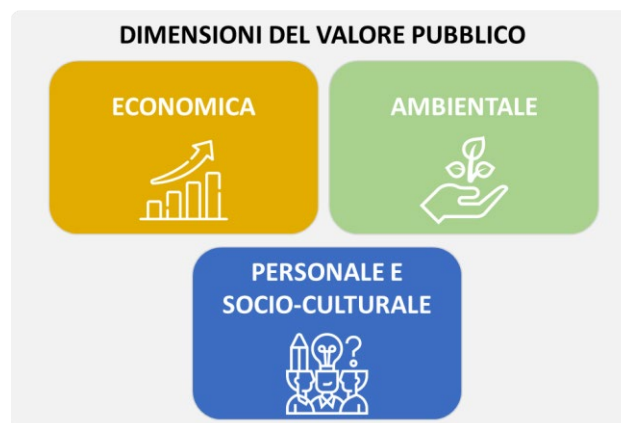 DIMENSIONI DEL VALORE PUBBLICO
ECONOMICA
AMBIENTALE
PERSONALE E
SOCIO-CULTURALE
?